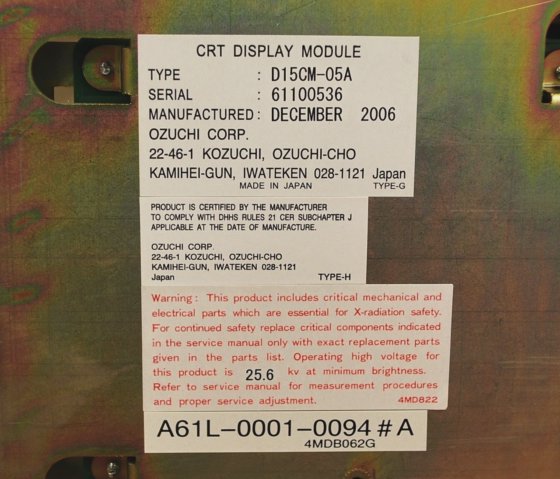 CRT DISPLAY MODULE
TYPE : D15CM-05A
SERIAL : 61100536
MANUFACTURED: DECEMBER 2006
OZUCHI CORP.
22-46-1 KOZUCHI, OZUCHI-CHO
KAMIHEI-GUN, IWATEKEN 028-1121 Japan
MADE IN JAPAN TYPE-G
PRODUCT IS CERTIFIED BY THE MANUFACTURER
TO COMPLY WITH DHHS RULES 21 CER SUBCHAPTER J
APPLICABLE AT THE DATE OF MANUFACTURE.
OZUCHI CORP.
22-46-1 KOZUCHI, OZUCHI-CHO
KAMIHEI-GUN, IWATEKEN 028-1121
Japan TYPE-H
Warning: This product includes critical mechanical and
electrical parts which are essential for X-radiation safety.
For continued safety replace critical components indicated
in the service manual only with exact replacement parts
given in the parts list. Operating high voltage for
this product is 25.6 kv at minimum brightness.
Refer to service manual for measurement procedures
and proper service adjustment. 4MD822
A61L-0001-0094#A
4MDB062G